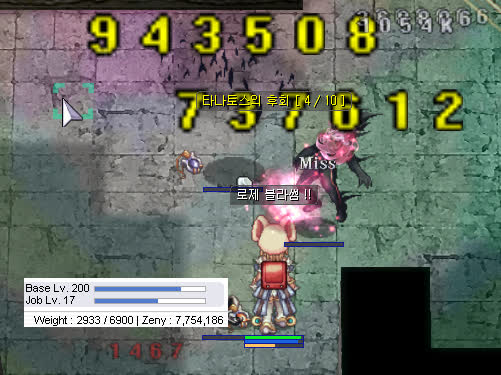 943508
타나토스의 후회 [ 4 / 10 ]
737612
Miss
로제 블라썸 !!
Base Lv. 200
Job Lv. 17
Weight : 2933 / 6900 | Zeny : 7,754,186
1467